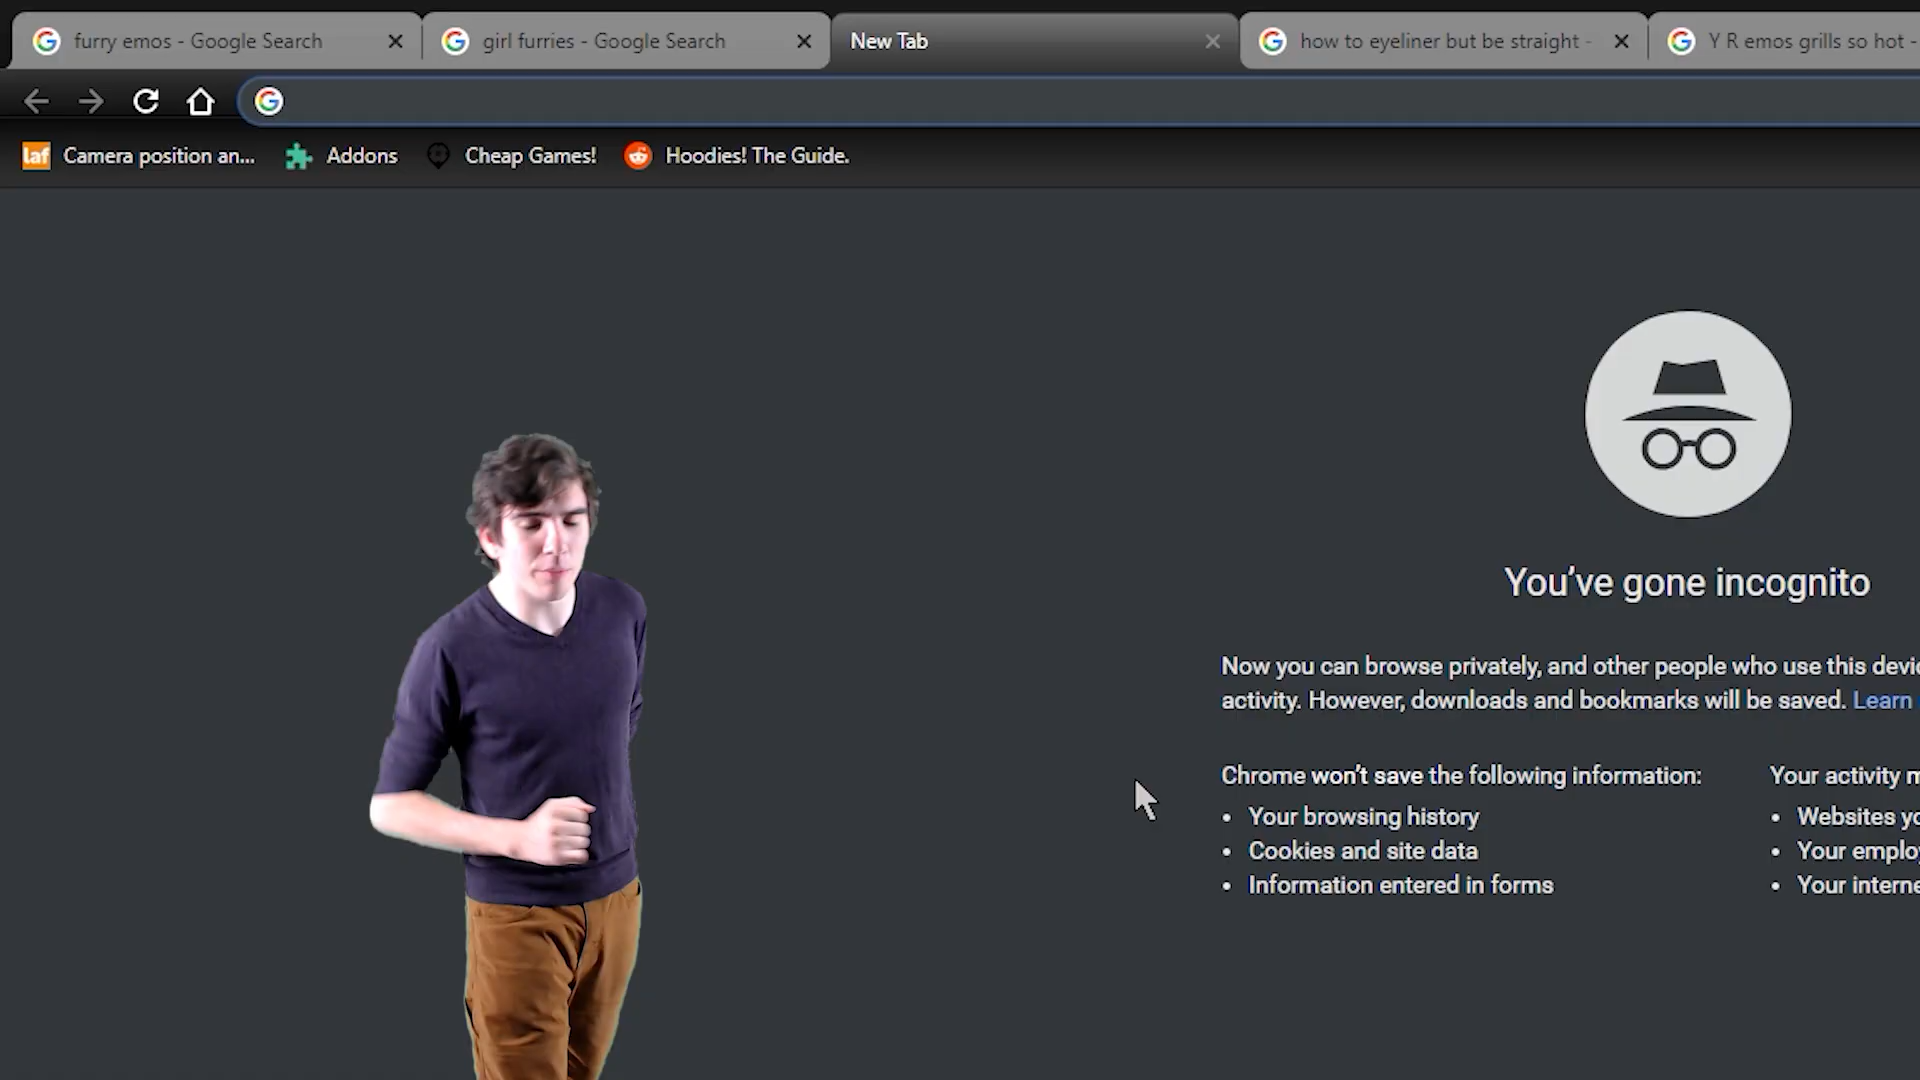 furry emos - Google Search
girl furries - Google Search
New Tab
how to eyeliner but be straight -
Y R emos grills so hot -
laf Camera position an...
Addons
Cheap Games!
Hoodies! The Guide.
You've gone incognito
Now you can browse privately, and other people who use this devic
activity. However, downloads and bookmarks will be saved. Learn
Chrome won't save the following information:
• Your browsing history
• Cookies and site data
• Information entered in forms
Your activity m
• Websites yo
• Your employ
• Your interne